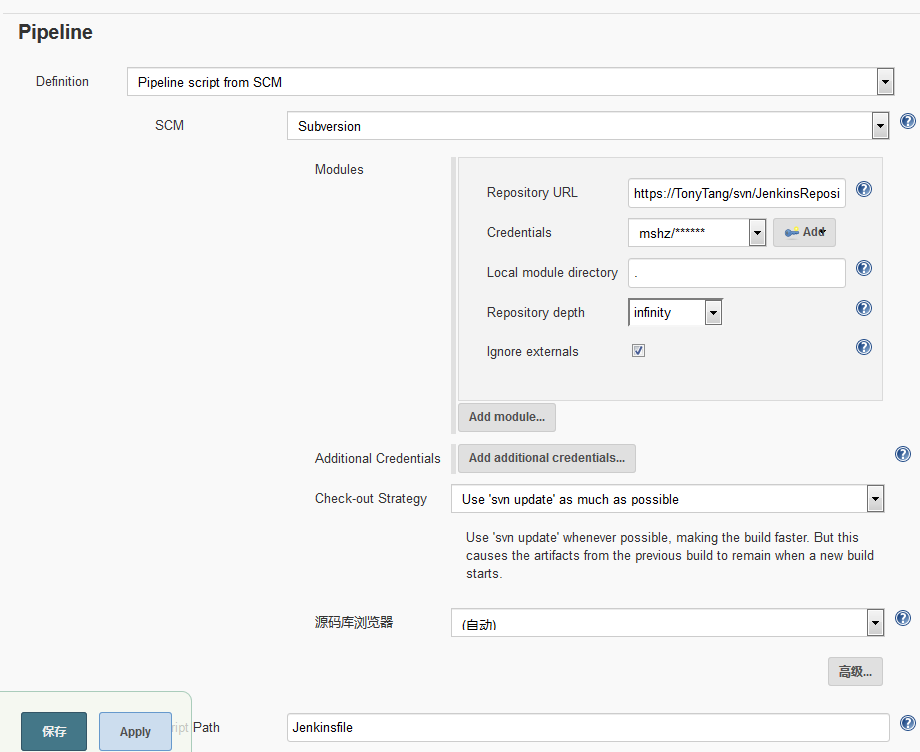 Pipeline
Definition
Pipeline script from SCM
SCM
Subversion
Modules
Repository URL
https://TonyTang/svn/JenkinsReposi
Credentials
mshz/******
Add
Local module directory
.
Repository depth
infinity
Ignore externals
Add module...
Additional Credentials
Add additional credentials...
Check-out Strategy
Use 'svn update' as much as possible
Use 'svn update' whenever possible, making the build faster. But this
causes the artifacts from the previous build to remain when a new build
starts.
源码库浏览器
(自动)
高级...
ript Path
Jenkinsfile
保存
Apply